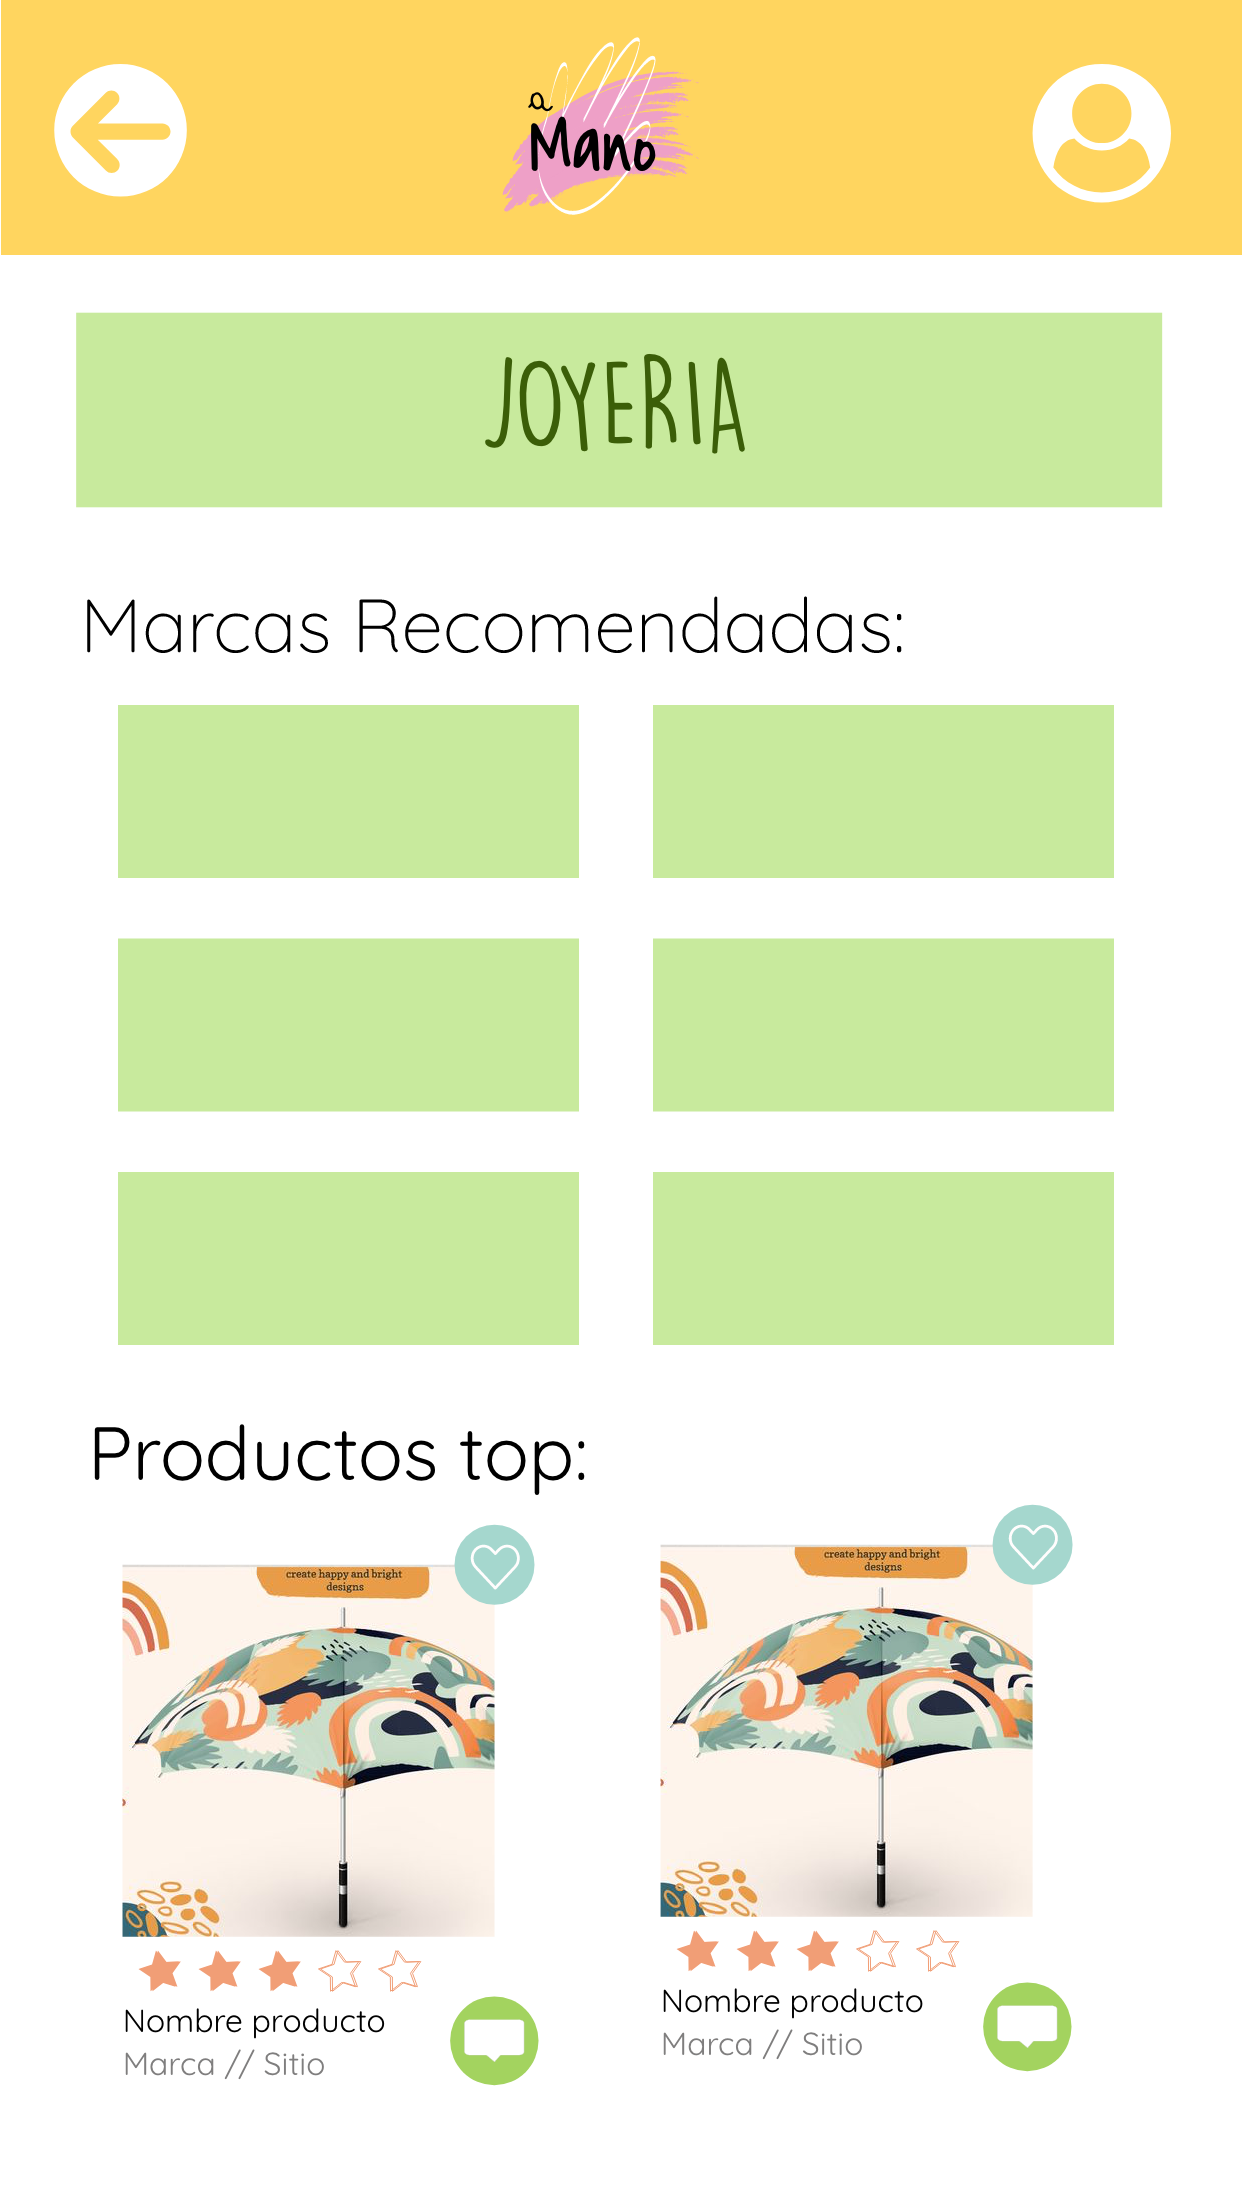 a
Mano
JOYERIA
Marcas Recomendadas:
Productos top:
create happy and bright
designs
create happy and bright
designs
Nombre producto
Marca // Sitio
Nombre producto
Marca // Sitio